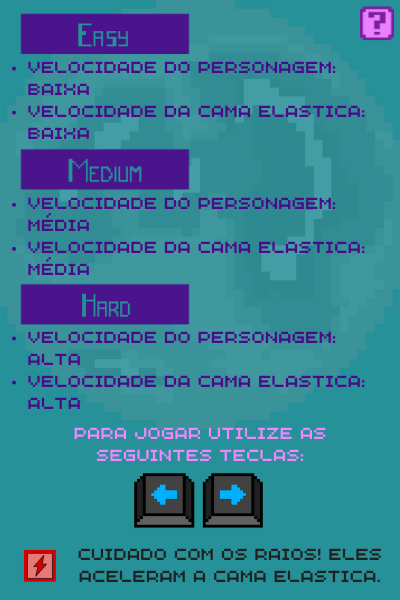 ?
Easy
• VELOCIDADE DO PERSONAGEM:
BAIXA
• VELOCIDADE DA CAMA ELASTICA:
BAIXA
Medium
• VELOCIDADE DO PERSONAGEM:
MÉDIA
• VELOCIDADE DA CAMA ELASTICA:
MÉDIA
Hard
• VELOCIDADE DO PERSONAGEM:
ALTA
• VELOCIDADE DA CAMA ELASTICA:
ALTA
PARA JOGAR UTILIZE AS
SEGUINTES TECLAS:
CUIDADO COM OS RAIOS! ELES
ACELERAM A CAMA ELASTICA.